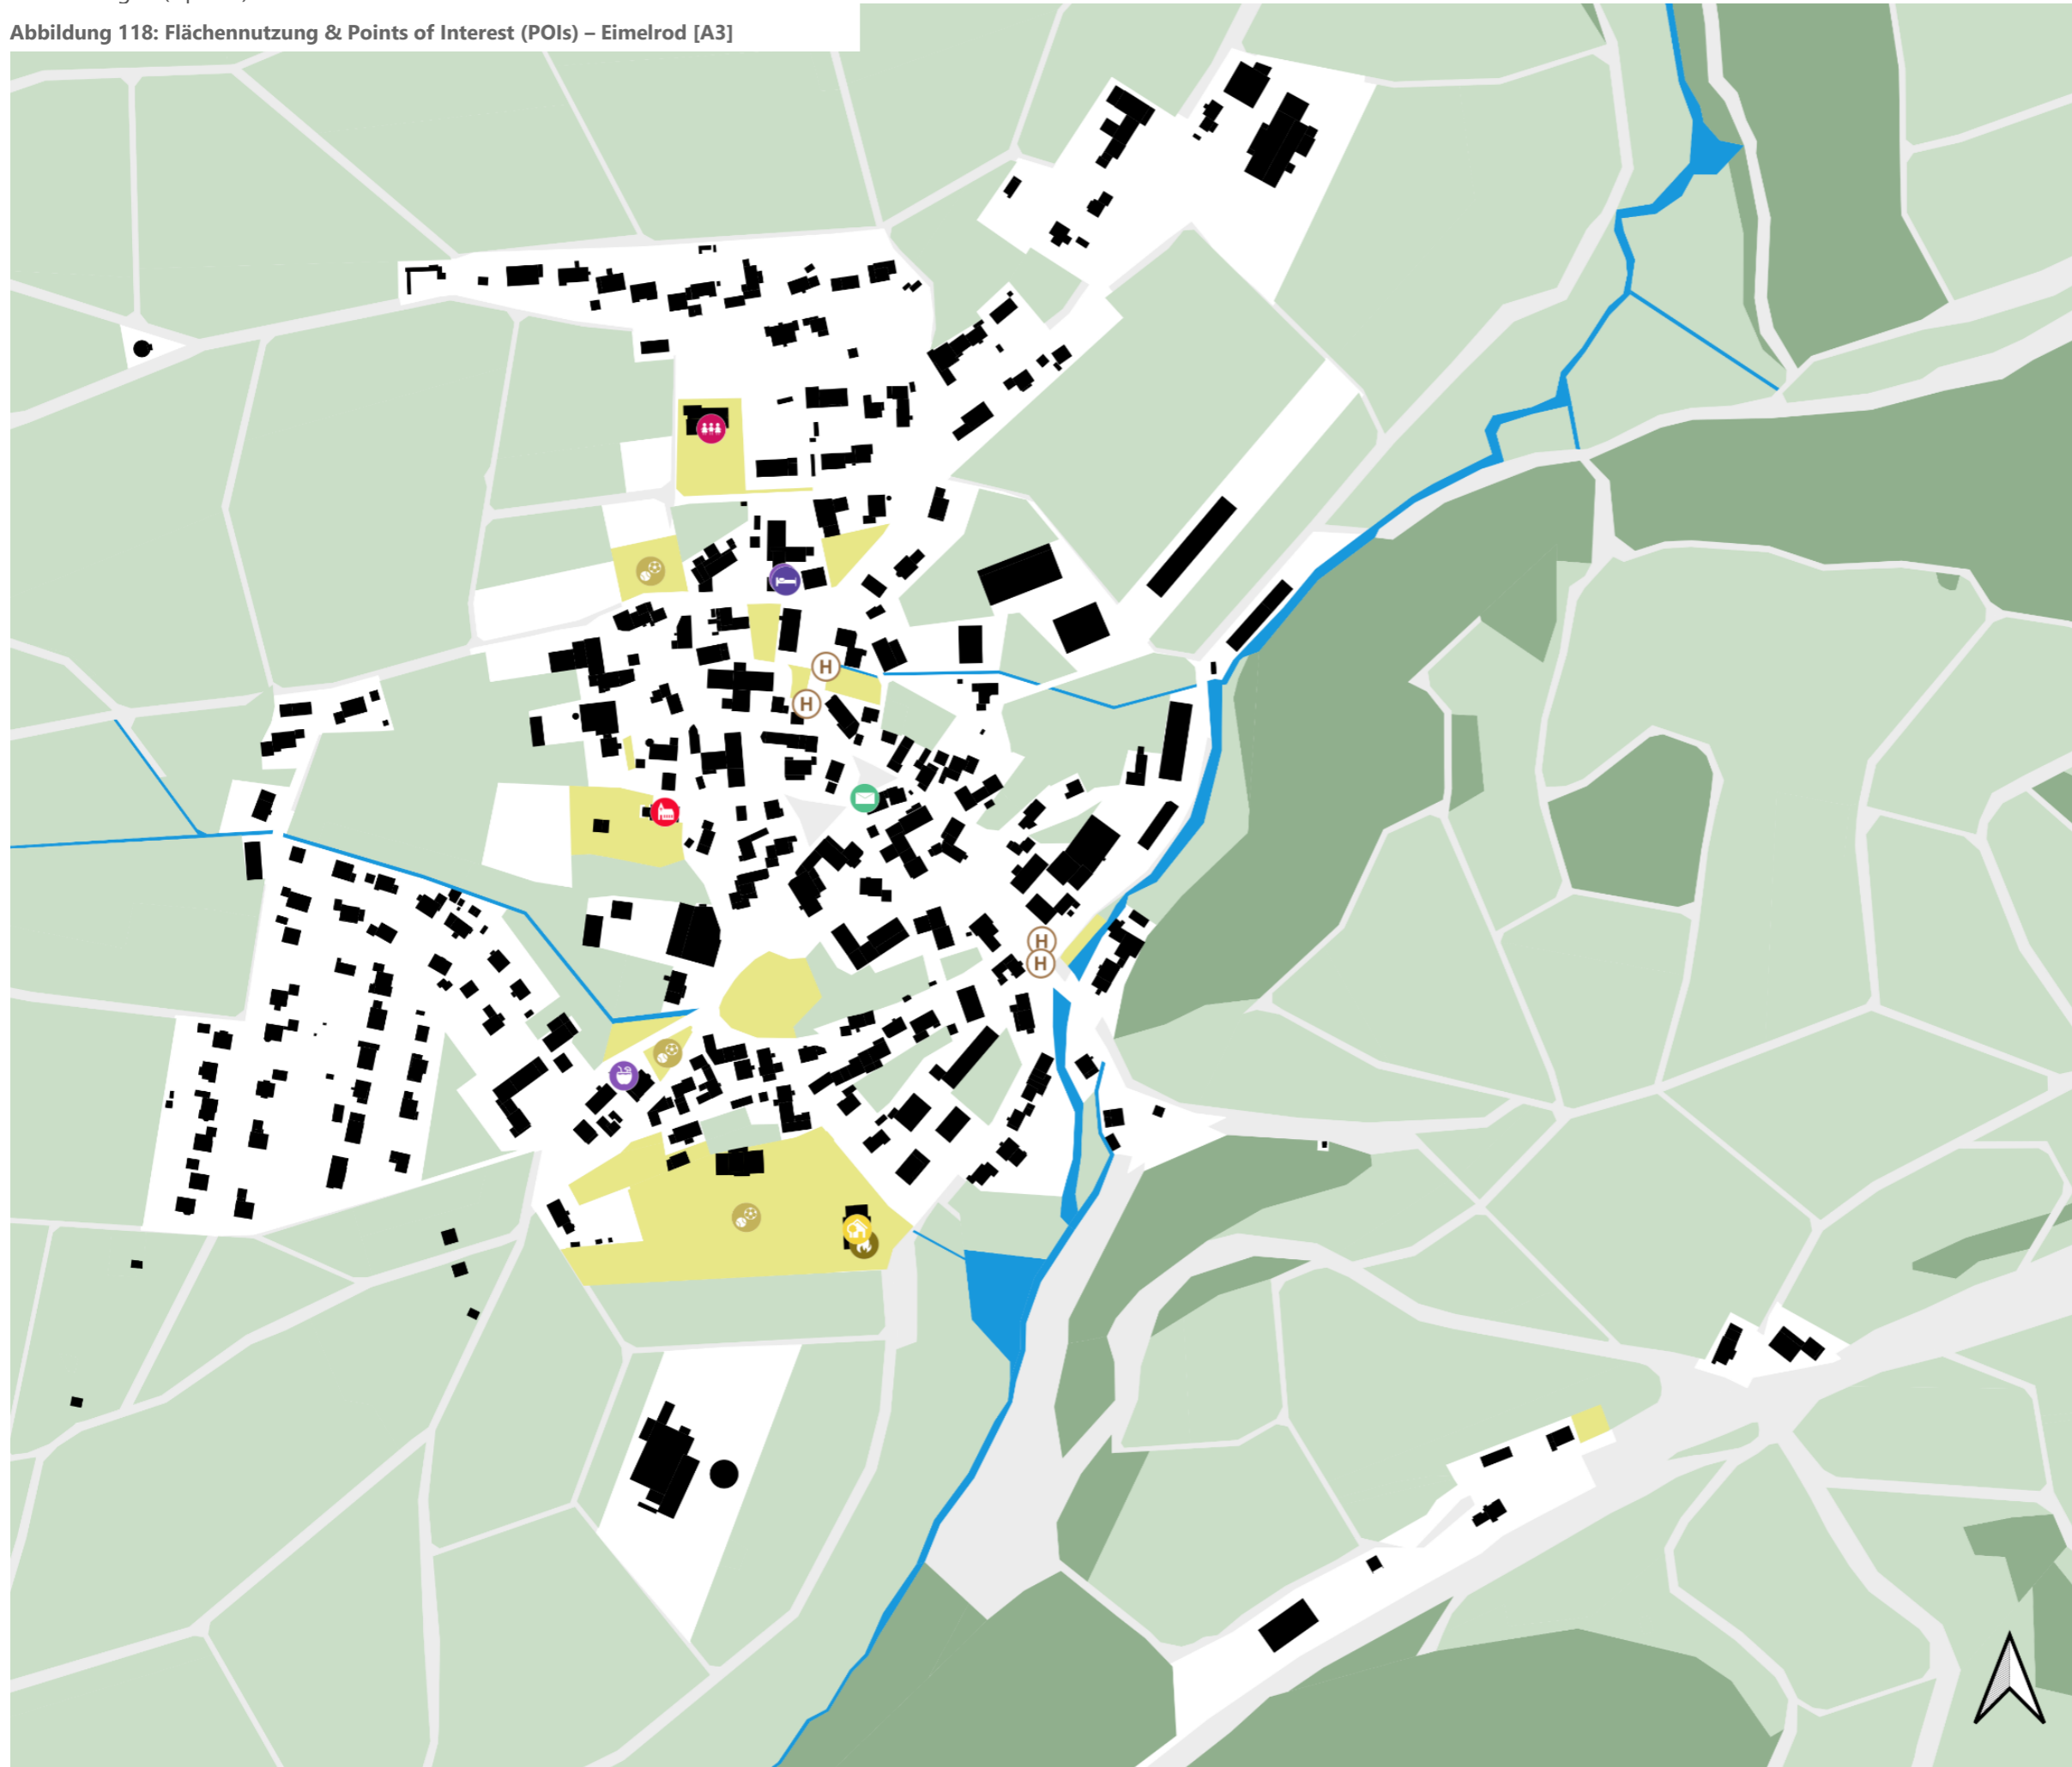 Abbildung 118: Flächennutzung & Points of Interest (POIs) – Eimelrod [A3]
H
H
H
H